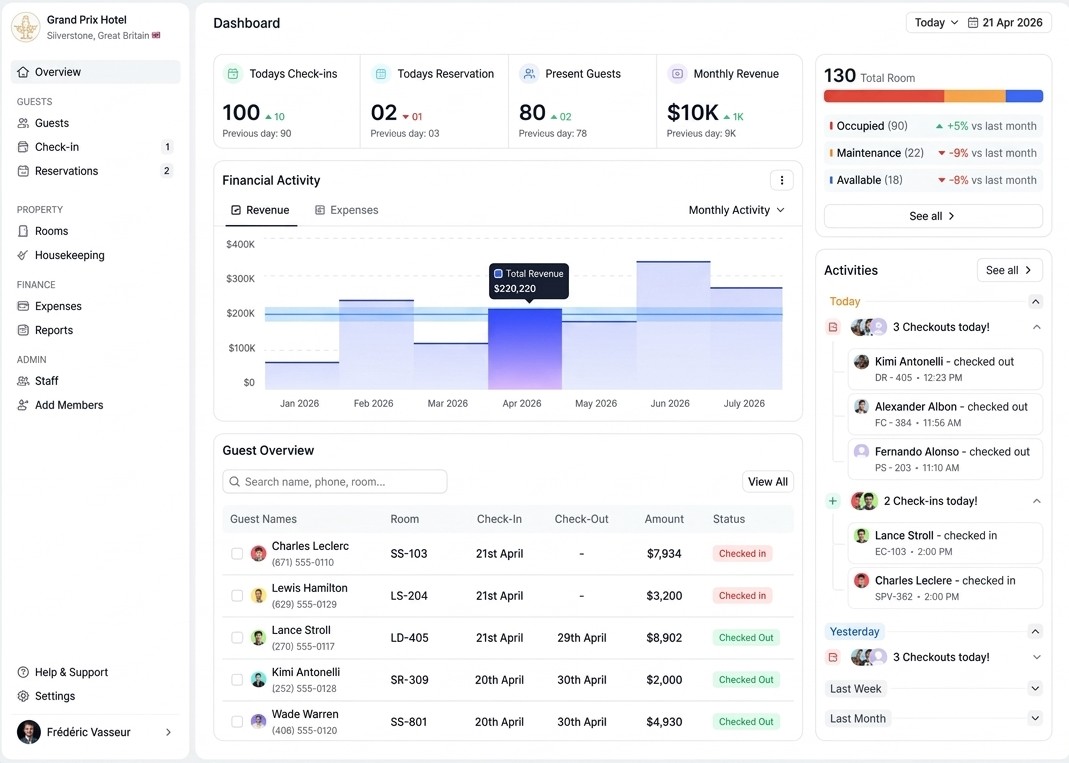 Grand Prix Hotel
Silverstone, Great Britain
Overview
GUESTS
Guests
Check-in 1
Reservations 2
PROPERTY
Rooms
Housekeeping
FINANCE
Expenses
Reports
ADMIN
Staff
Add Members
Help & Support
Settings
Frédéric Vasseur
Dashboard
Today
21 Apr 2026
Todays Check-ins
100 10
Previous day: 90
Todays Reservation
02 01
Previous day: 03
Present Guests
80 02
Previous day: 78
Monthly Revenue
$10K 1K
Previous day: 9K
Financial Activity
Revenue
Expenses
Monthly Activity
$400K
$300K
$200K
$100K
$0
Total Revenue
$220,220
Jan 2026
Feb 2026
Mar 2026
Apr 2026
May 2026
Jun 2026
July 2026
Guest Overview
Search name, phone, room...
View All
Guest Names Room Check-In Check-Out Amount Status
Charles Leclerc
(671) 555-0110
SS-103 21st April - $7,934 Checked in
Lewis Hamilton
(629) 555-0129
LS-204 21st April - $3,200 Checked in
Lance Stroll
(270) 555-0117
LD-405 21st April 29th April $8,902 Checked Out
Kimi Antonelli
(252) 555-0128
SR-309 20th April 30th April $2,000 Checked Out
Wade Warren
(406) 555-0120
SS-801 20th April 30th April $4,930 Checked Out
130 Total Room
Occupied (90) +5% vs last month
Maintenance (22) -9% vs last month
Available (18) -8% vs last month
See all
Activities
See all
Today
3 Checkouts today!
Kimi Antonelli - checked out
DR - 405 • 12:23 PM
Alexander Albon - checked out
FC - 384 • 11:56 AM
Fernando Alonso - checked out
PS - 203 • 11:10 AM
2 Check-ins today!
Lance Stroll - checked in
EC-103 • 2:00 PM
Charles Leclere - checked in
SPV-362 • 2:00 PM
Yesterday
3 Checkouts today!
Last Week
Last Month